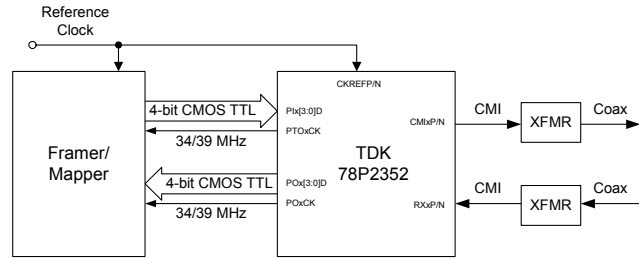 Reference
Clock
CKREFP/N
4-bit CMOS TTL
PIx[3:0]D
PTOxCK
34/39 MHz
Framer/
Mapper
TDK
78P2352
4-bit CMOS TTL
POx[3:0]D
POxCK
34/39 MHz
CMIxP/N
CMI
XFMR
Coax
RXxP/N
CMI
XFMR
Coax